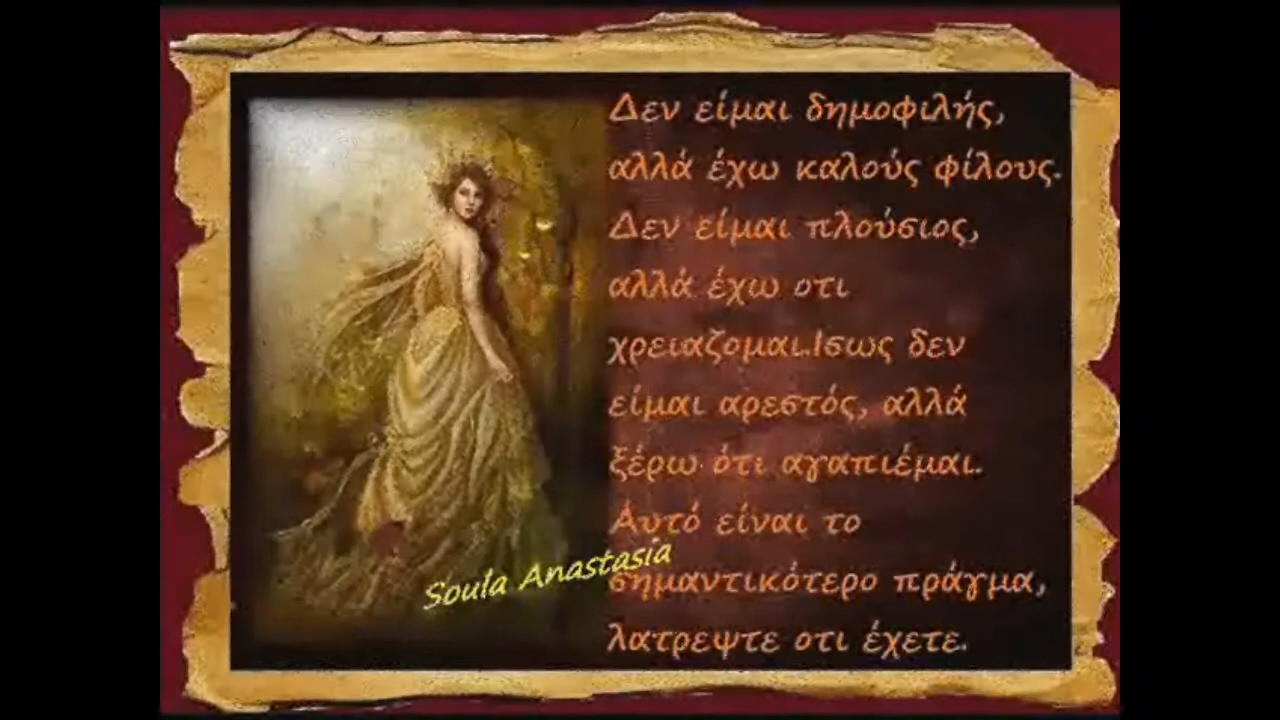 Δεν είμαι δημοφιλής,
αλλά έχω καλούς φίλους.
Δεν είμαι πλούσιος,
αλλά έχω οτι
χρειαζομαι.Ισως δεν
είμαι αρεστός, αλλά
ξέρω ότι αγαπιέμαι.
Αυτό είναι το
σημαντικότερο πράγμα,
λατρεψτε οτι έχετε.
Soula Anastasia